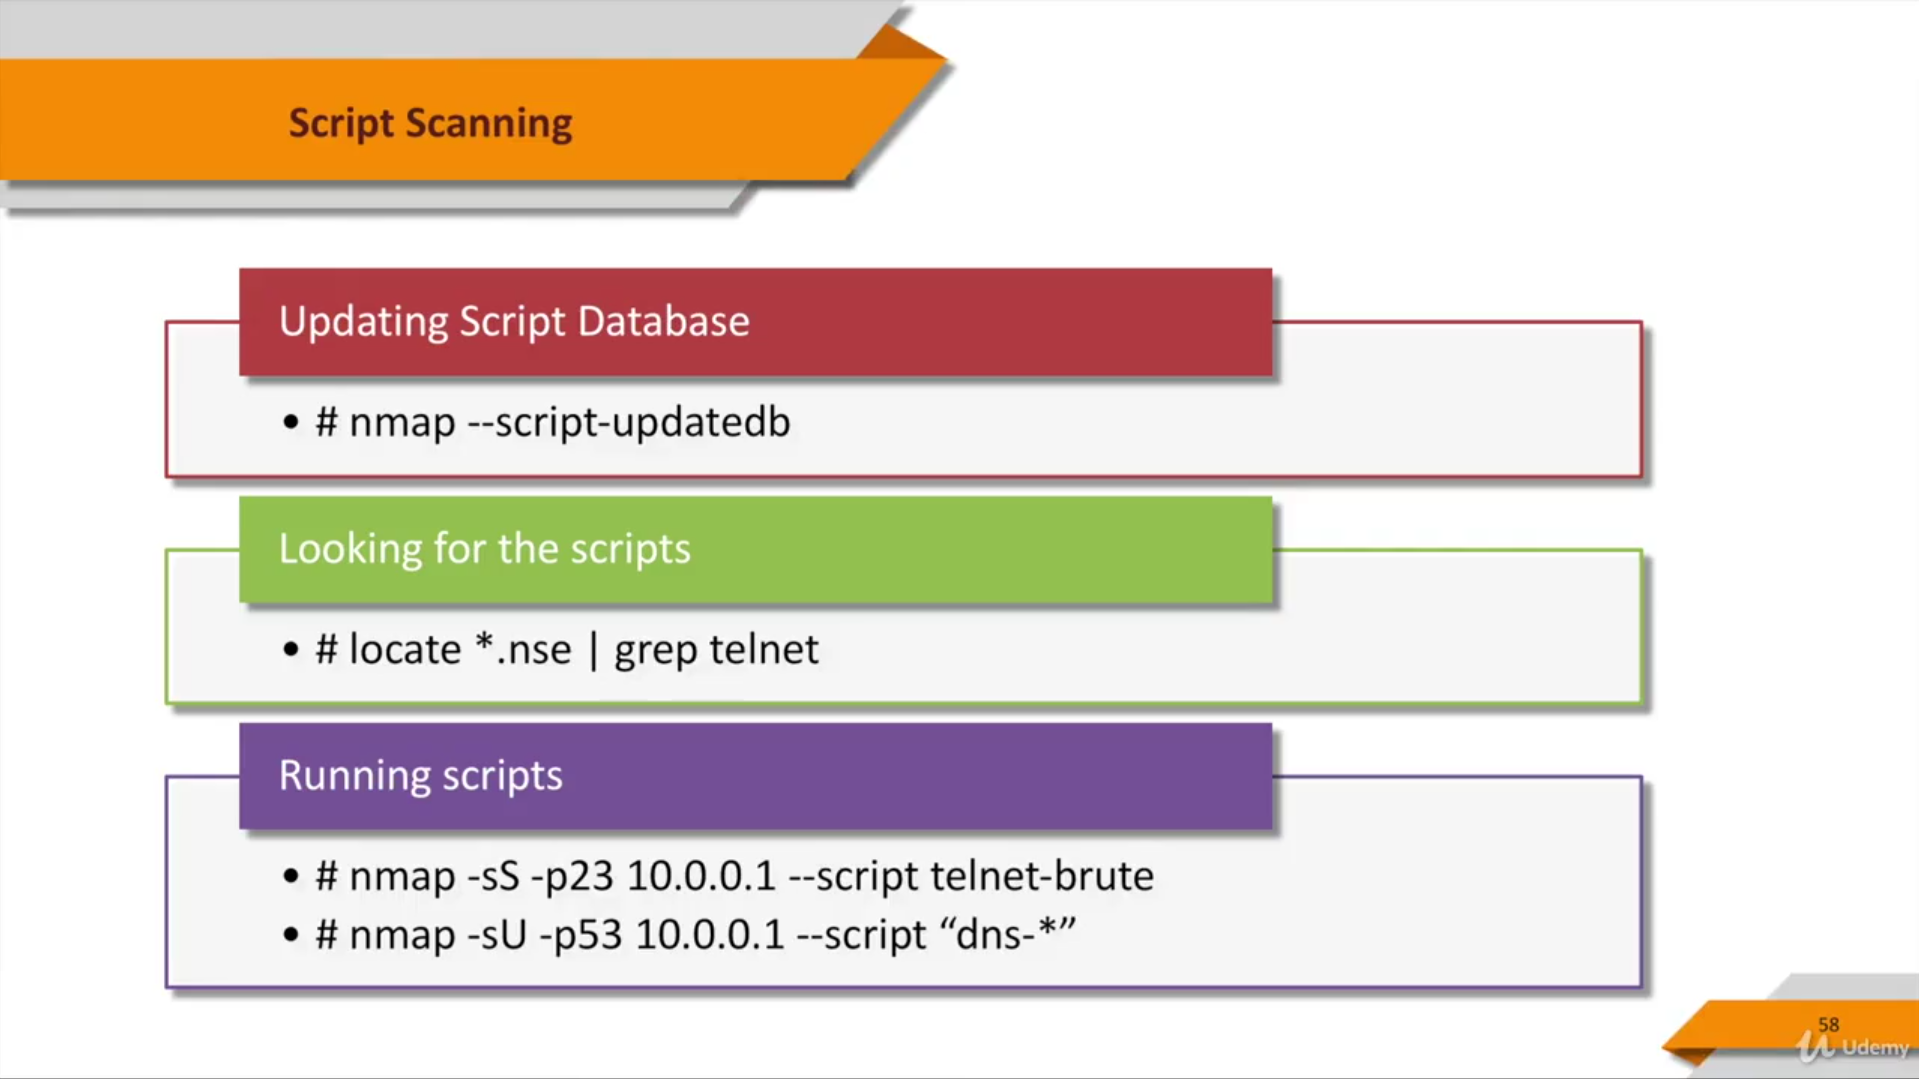 Script Scanning
Updating Script Database
• # nmap --script-updatedb
Looking for the scripts
• # locate *.nse | grep telnet
Running scripts
• # nmap -sS -p23 10.0.0.1 --script telnet-brute
• # nmap -sU -p53 10.0.0.1 --script “dns-*”
58
Udemy